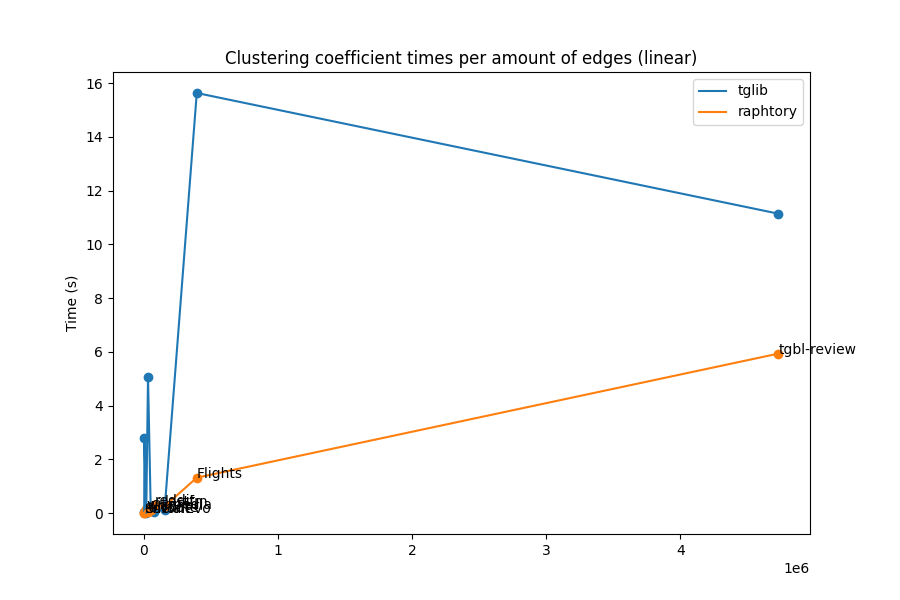 Clustering coefficient times per amount of edges (linear)
tglib
raphtory
16
14
12
10
8
6
4
2
0
Time (s)
tgbl-review
Flights
0
1
2
3
4
1e6